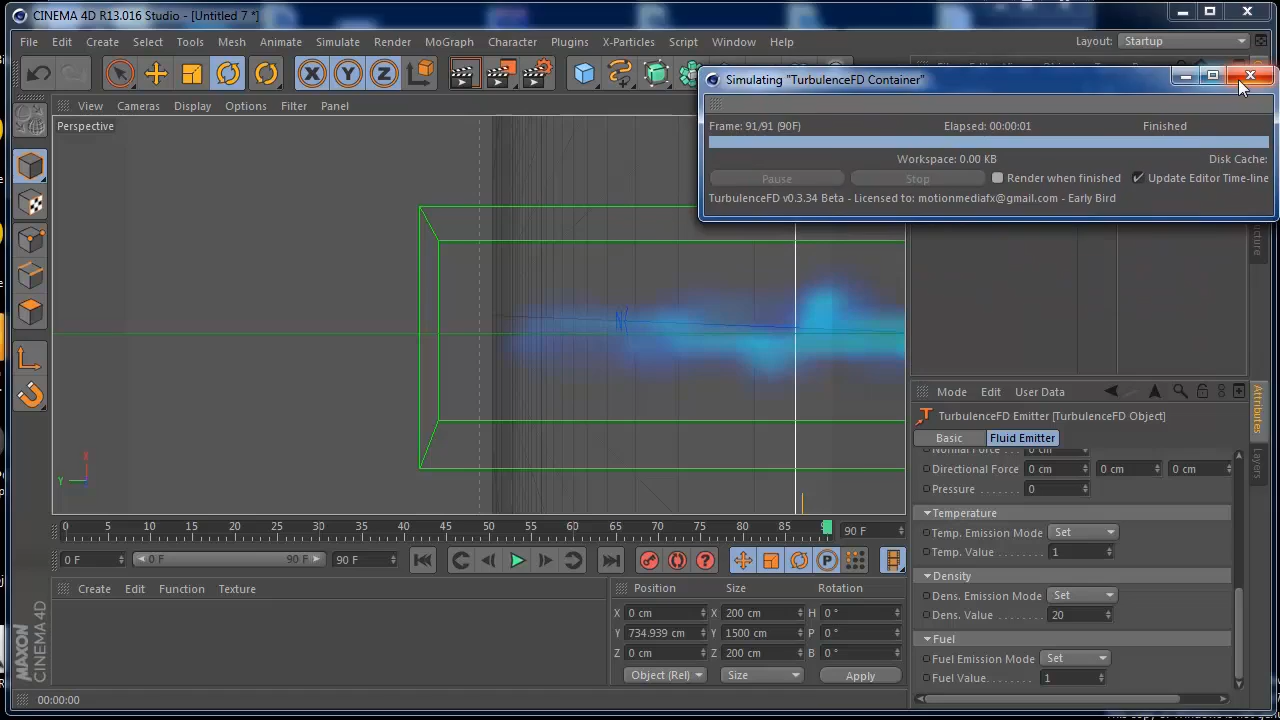 CINEMA 4D R13.016 Studio - [Untitled 7 *]
File Edit Create Select Tools Mesh Animate Simulate Render MoGraph Character Plugins X-Particles Script Window Help
Layout: Startup
Simulating "TurbulenceFD Container"
View Cameras Display Options Filter Panel
Perspective
Frame: 91/91 (90F) Elapsed: 00:00:01 Finished
Workspace: 0.00 KB Disk Cache:
Pause Stop Render when finished Update Editor Time-line
TurbulenceFD v0.3.34 Beta - Licensed to: motionmediafx@gmail.com - Early Bird
Structure
Mode Edit User Data
Attributes
Layers
TurbulenceFD Emitter [TurbulenceFD Object]
Basic Fluid Emitter
Normal Force 0 cm
Directional Force 0 cm 0 cm 0 cm
Pressure 0
Temperature
Temp. Emission Mode Set
Temp. Value 1
Density
Dens. Emission Mode Set
Dens. Value 20
Fuel
Fuel Emission Mode Set
Fuel Value 1
Y
0 5 10 15 20 25 30 35 40 45 50 55 60 65 70 75 80 85 90 F
0 F 0 F 90 F 90 F
Create Edit Function Texture
Position Size Rotation
X 0 cm X 200 cm H 0 °
Y 734.939 cm Y 1500 cm P 0 °
Z 0 cm Z 200 cm B 0 °
Object (Rel) Size Apply
MAXON
CINEMA 4D
00:00:00